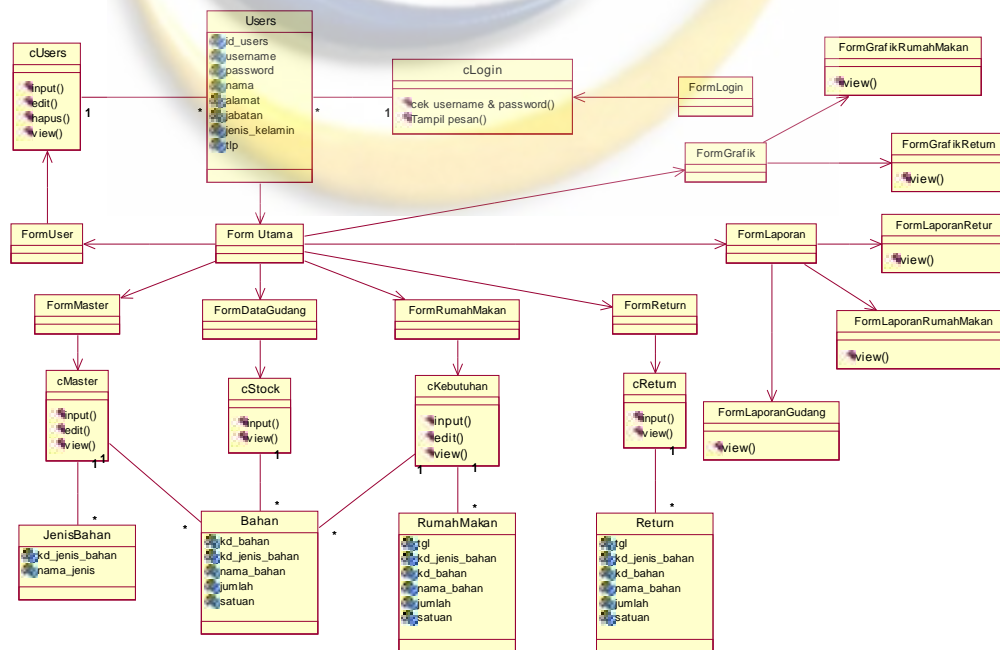 Users
id_users
username
password
nama
alamat
jabatan
jenis_kelamin
tlp
cUsers
input()
edit()
hapus()
view()
1
*
*
1
cLogin
cek username & password()
Tampil pesan()
FormLogin
FormGrafikRumahMakan
view()
FormGrafik
FormGrafikReturn
view()
FormUser
Form Utama
FormLaporan
FormLaporanRetur
view()
FormMaster
FormDataGudang
FormRumahMakan
FormReturn
FormLaporanRumahMakan
view()
cMaster
input()
edit()
view()
1
1
cStock
input()
view()
1
cKebutuhan
input()
edit()
view()
1
1
cReturn
input()
view()
1
FormLaporanGudang
view()
*
*
*
*
*
*
JenisBahan
kd_jenis_bahan
nama_jenis
Bahan
kd_bahan
kd_jenis_bahan
nama_bahan
jumlah
satuan
RumahMakan
tgl
kd_jenis_bahan
kd_bahan
nama_bahan
jumlah
satuan
Return
tgl
kd_jenis_bahan
kd_bahan
nama_bahan
jumlah
satuan